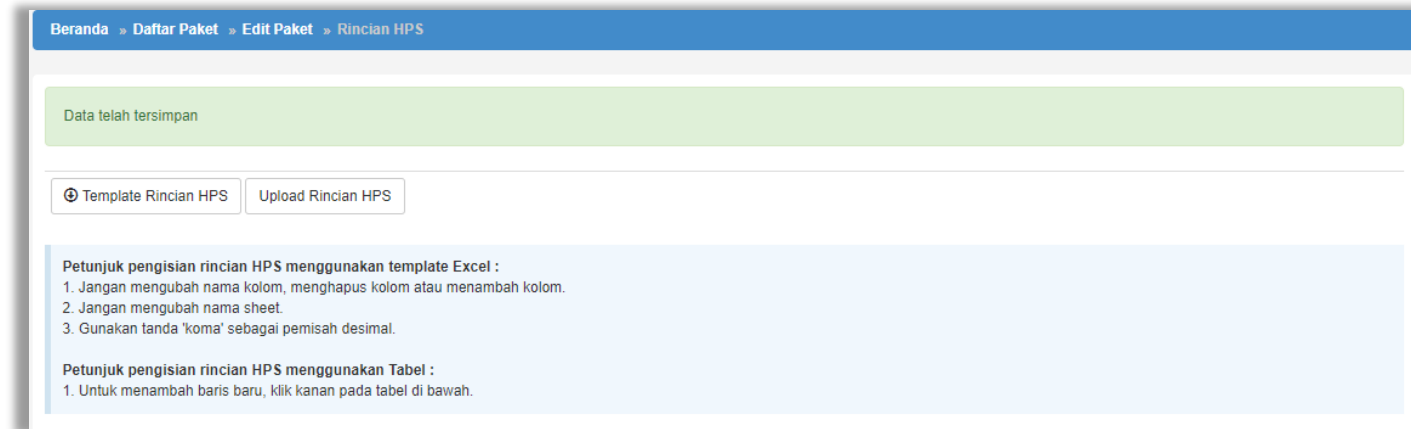 Beranda » Daftar Paket » Edit Paket » Rincian HPS
Data telah tersimpan
Template Rincian HPS Upload Rincian HPS
Petunjuk pengisian rincian HPS menggunakan template Excel :
1. Jangan mengubah nama kolom, menghapus kolom atau menambah kolom.
2. Jangan mengubah nama sheet.
3. Gunakan tanda 'koma' sebagai pemisah desimal.
Petunjuk pengisian rincian HPS menggunakan Tabel :
1. Untuk menambah baris baru, klik kanan pada tabel di bawah.